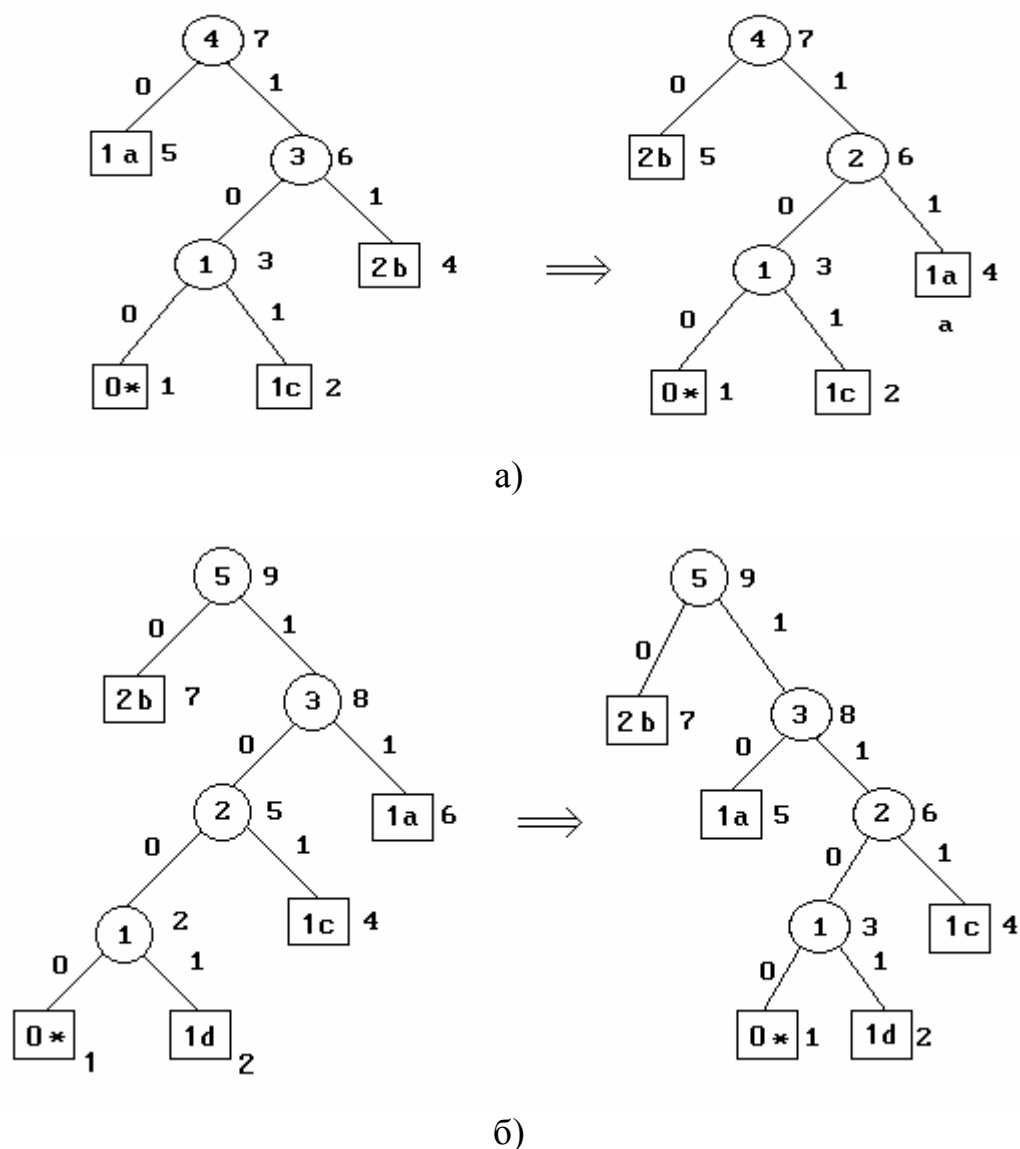 4 7 4 7
0 1 0 1
1a 5 3 6 2b 5 2 6
0 1 0 1
1 3 2b 4 1 3 1a 4
0 1 0 1 a
0* 1 1c 2 0* 1 1c 2
а)
5 9 5 9
0 1 0 1
2b 7 3 8 2b 7 3 8
0 1 0 1
2 5 1a 6 1a 5 2 6
0 1 0 1
1 2 1c 4 1 3 1c 4
0 1 0 1
0* 1 1d 2 0* 1 1d 2
б)